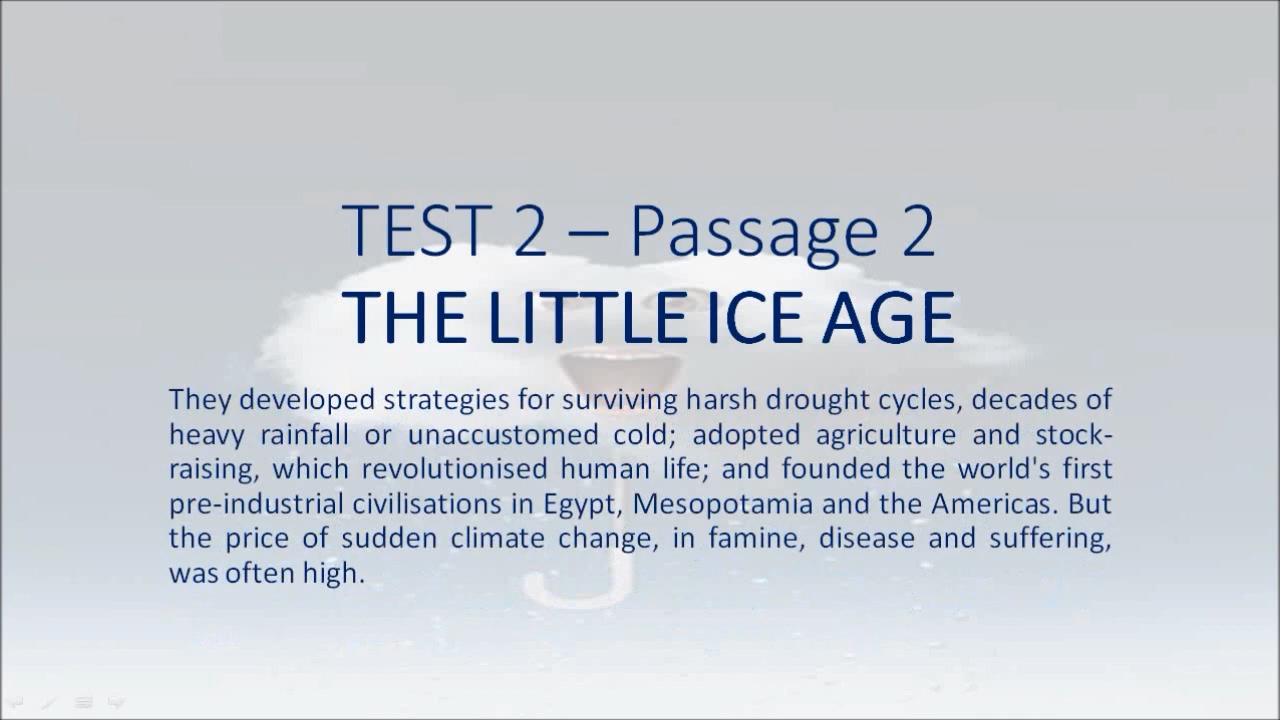 TEST 2 – Passage 2
THE LITTLE ICE AGE
They developed strategies for surviving harsh drought cycles, decades of
heavy rainfall or unaccustomed cold; adopted agriculture and stock-
raising, which revolutionised human life; and founded the world's first
pre-industrial civilisations in Egypt, Mesopotamia and the Americas. But
the price of sudden climate change, in famine, disease and suffering,
was often high.